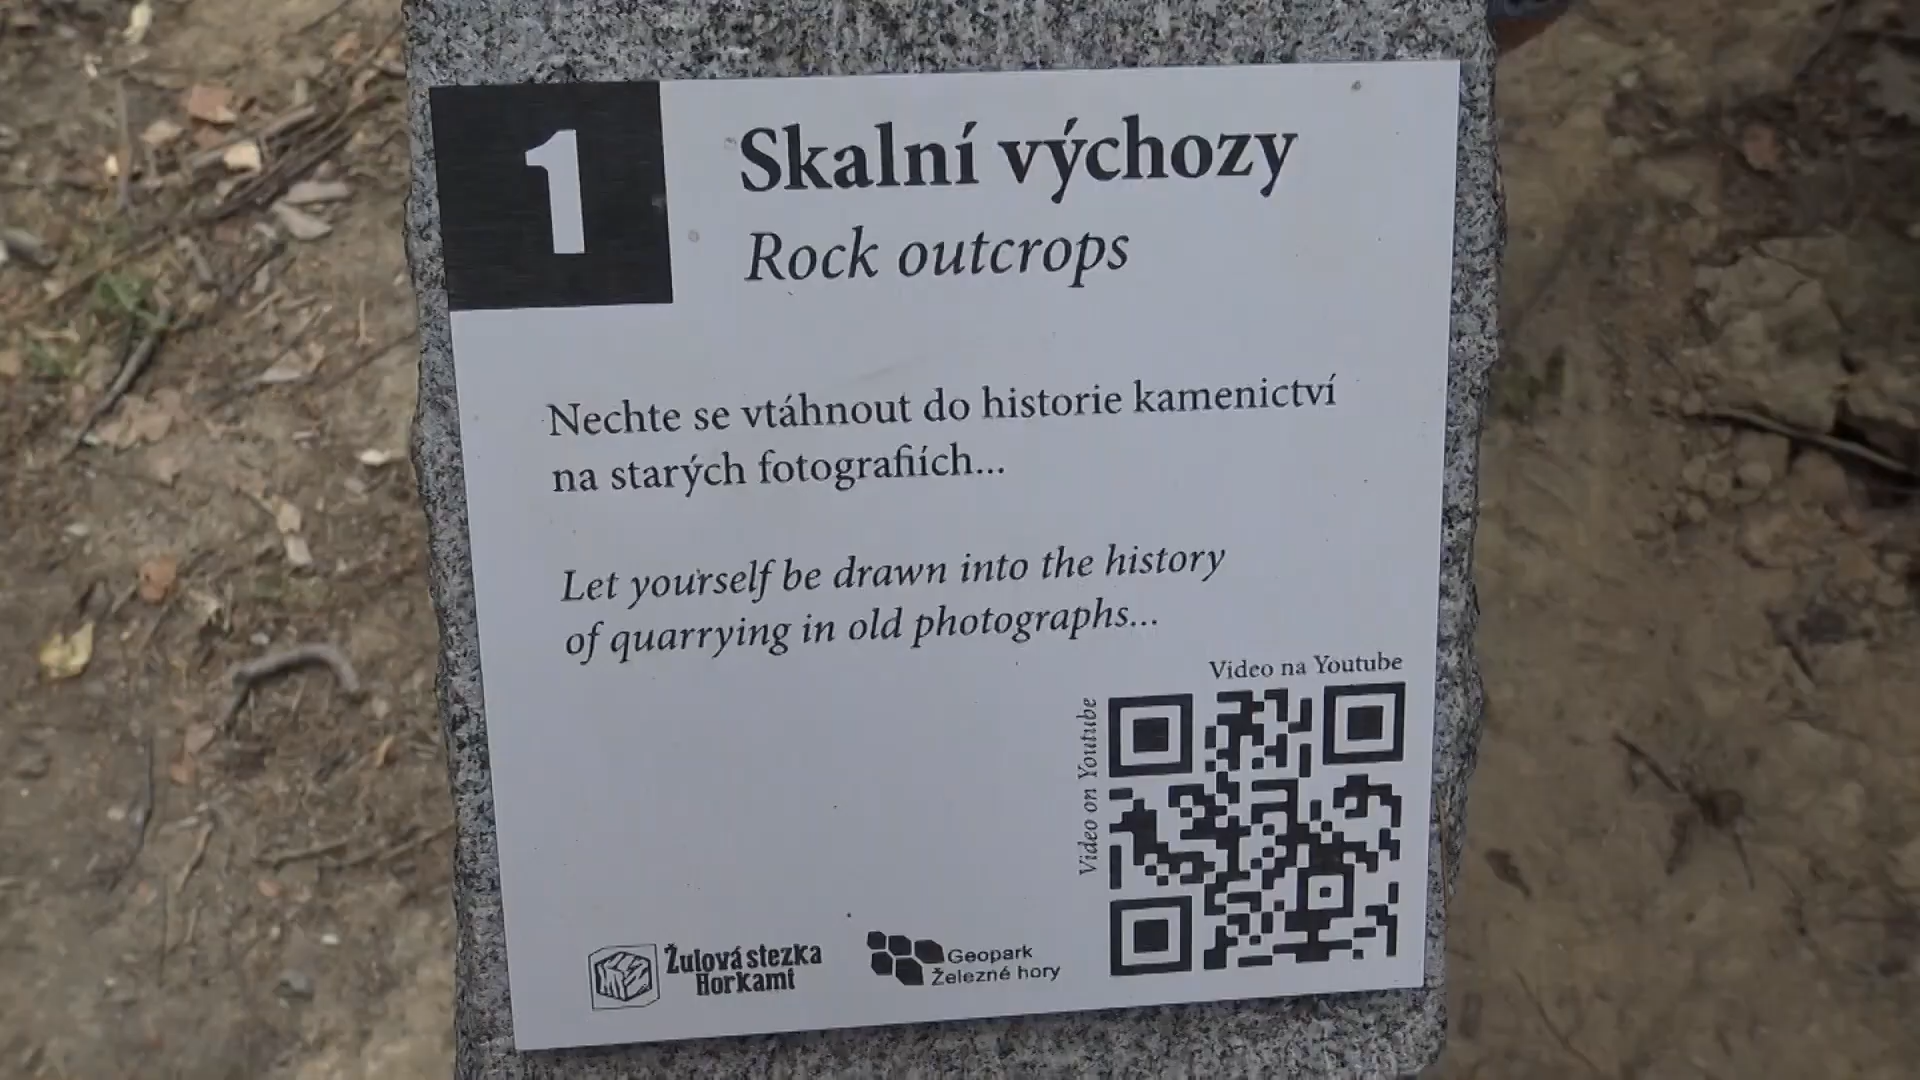 1
Skalní výchozy
Rock outcrops
Nechte se vtáhnout do historie kamenictví
na starých fotografiích...
Let yourself be drawn into the history
of quarrying in old photographs...
Video na Youtube
Video on Youtube
Žulová stezka
Horkami
Geopark
Železné hory